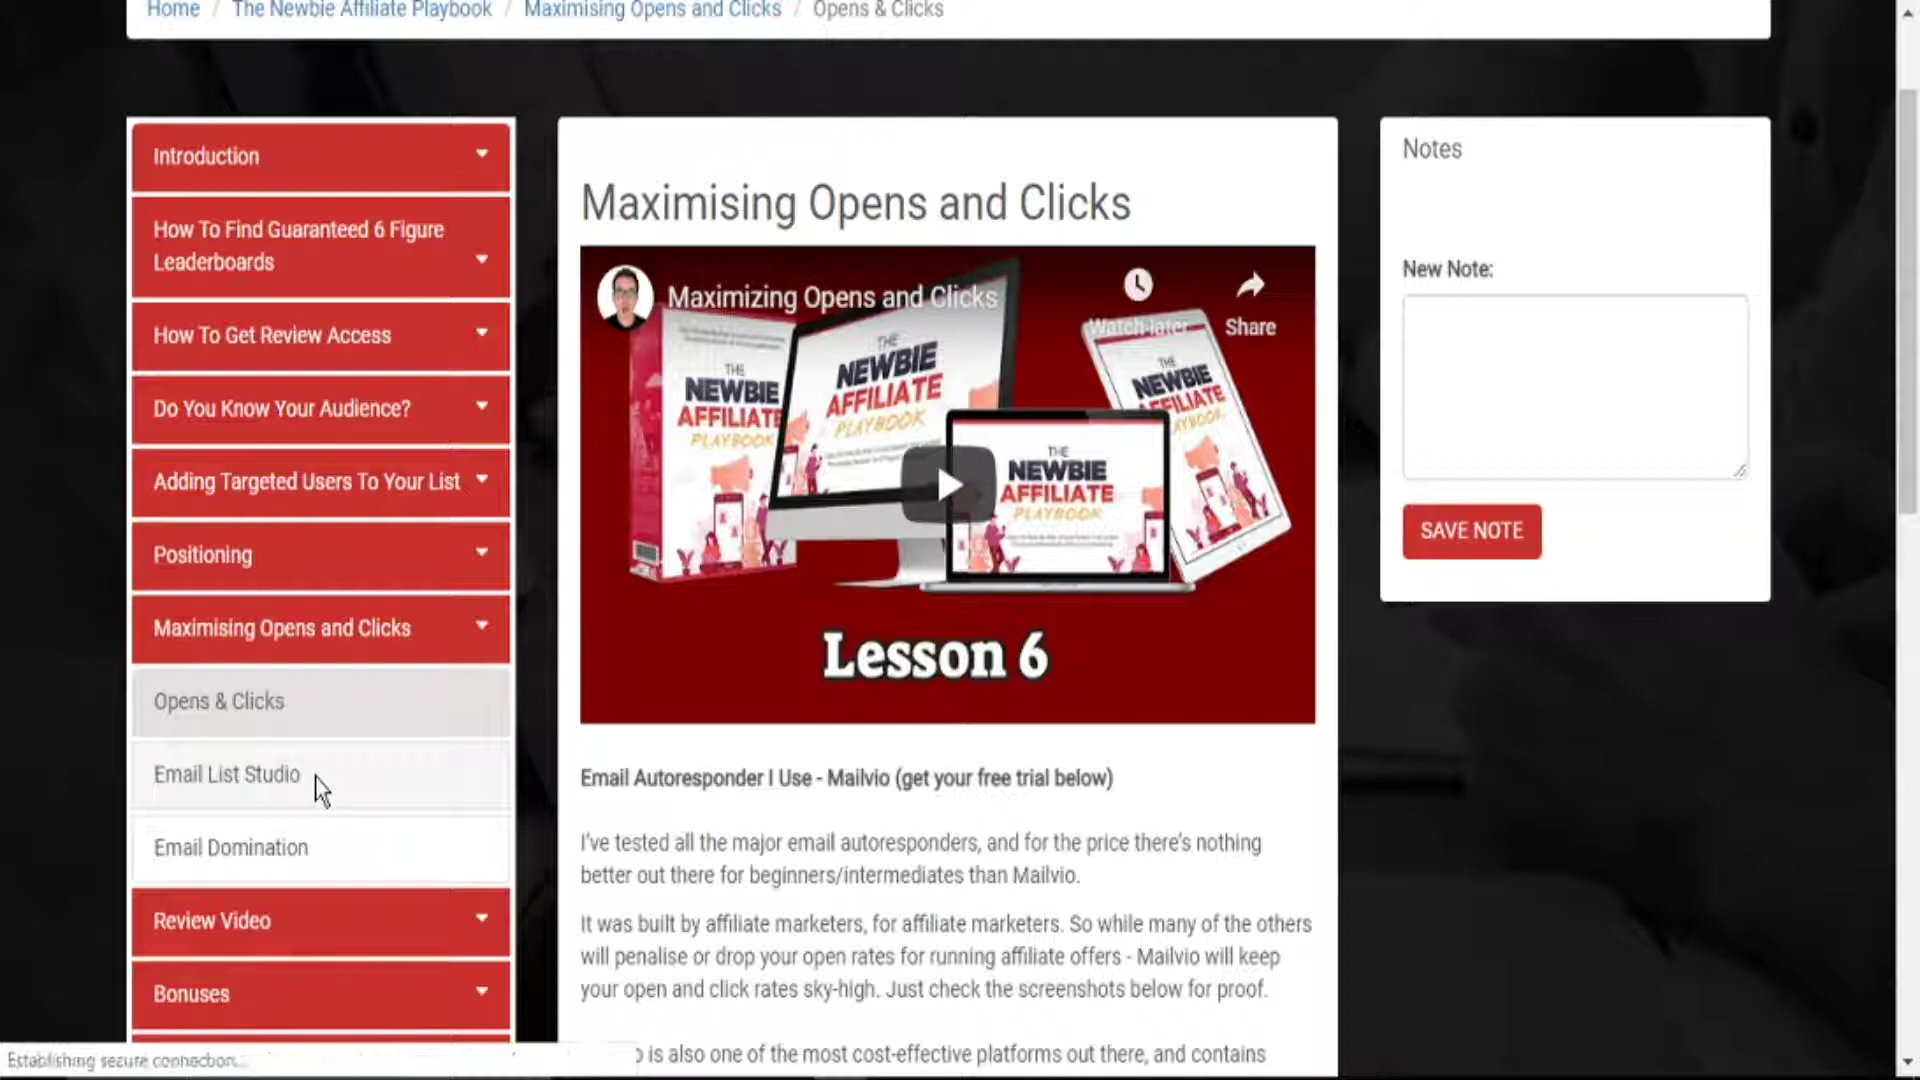 Home / The Newbie Affiliate Playbook / Maximising Opens and Clicks / Opens & Clicks
Introduction
How To Find Guaranteed 6 Figure
Leaderboards
How To Get Review Access
Do You Know Your Audience?
Adding Targeted Users To Your List
Positioning
Maximising Opens and Clicks
Opens & Clicks
Email List Studio
Email Domination
Review Video
Bonuses
Establishing secure connection...
Maximising Opens and Clicks
Maximizing Opens and Clicks
Watch later
Share
THE
NEWBIE
AFFILIATE
PLAYBOOK
THE
NEWBIE
AFFILIATE
PLAYBOOK
THE
NEWBIE
AFFILIATE
PLAYBOOK
THE
NEWBIE
AFFILIATE
PLAYBOOK
Lesson 6
Email Autoresponder I Use - Mailvio (get your free trial below)
I've tested all the major email autoresponders, and for the price there's nothing
better out there for beginners/intermediates than Mailvio.
It was built by affiliate marketers, for affiliate marketers. So while many of the others
will penalise or drop your open rates for running affiliate offers - Mailvio will keep
your open and click rates sky-high. Just check the screenshots below for proof.
is also one of the most cost-effective platforms out there, and contains
Notes
New Note:
SAVE NOTE